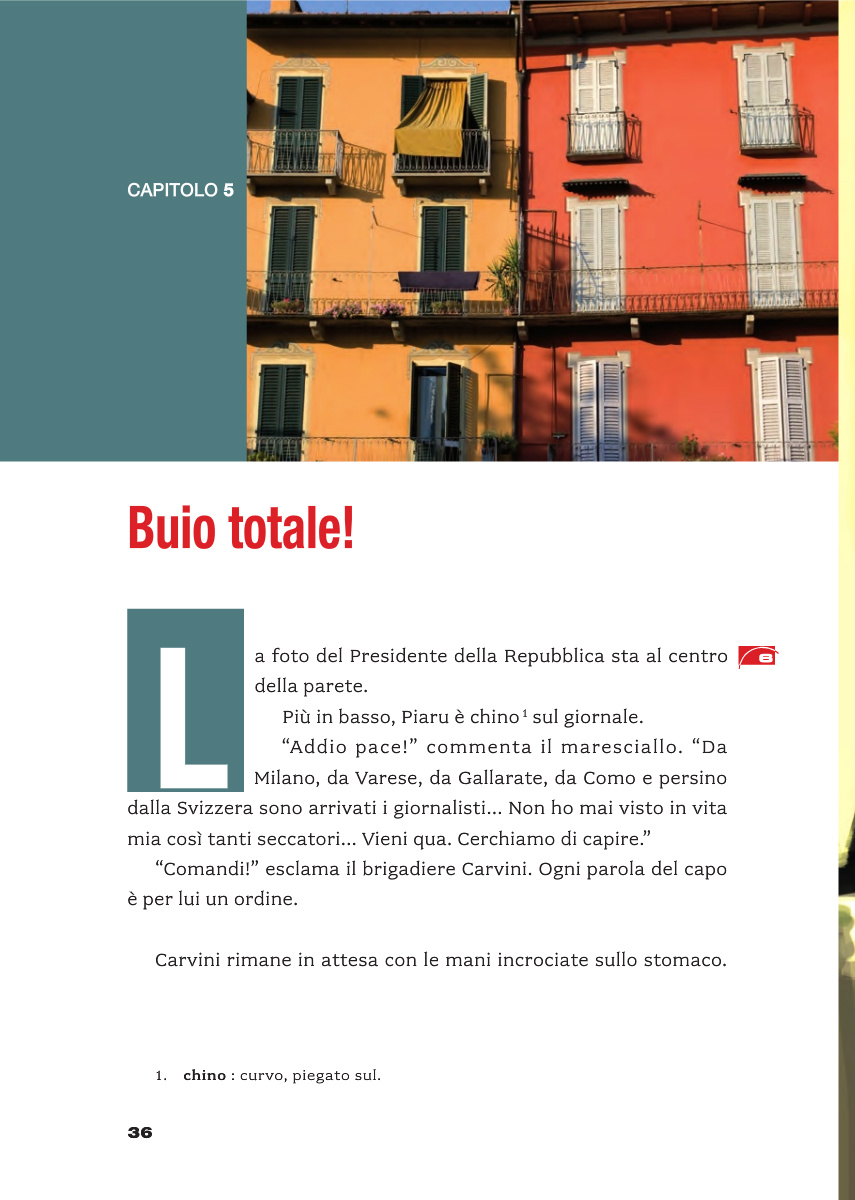 CAPITOLO 5
Buio totale!
La foto del Presidente della Repubblica sta al centro
6
della parete.
Più in basso, Piaru è chino1 sul giornale.
“Addio pace!” commenta il maresciallo. “Da
Milano, da Varese, da Gallarate, da Como e persino
dalla Svizzera sono arrivati i giornalisti... Non ho mai visto in vita
mia così tanti seccatori... Vieni qua. Cerchiamo di capire.”
“Comandi!” esclama il brigadiere Carvini. Ogni parola del capo
è per lui un ordine.
Carvini rimane in attesa con le mani incrociate sullo stomaco.
1. chino : curvo, piegato sul.
36